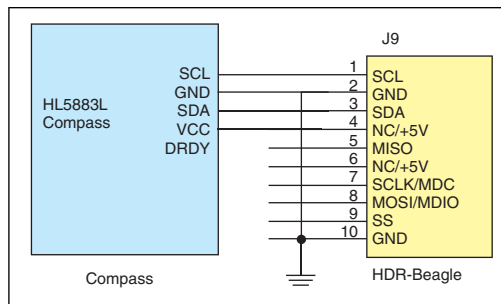 J9
SCL
GND
SDA
VCC
DRDY
HL5883L
Compass
1
2
3
4
5
6
7
8
9
10
SCL
GND
SDA
NC/+5V
MISO
NC/+5V
SCLK/MDC
MOSI/MDIO
SS
GND
Compass
HDR-Beagle